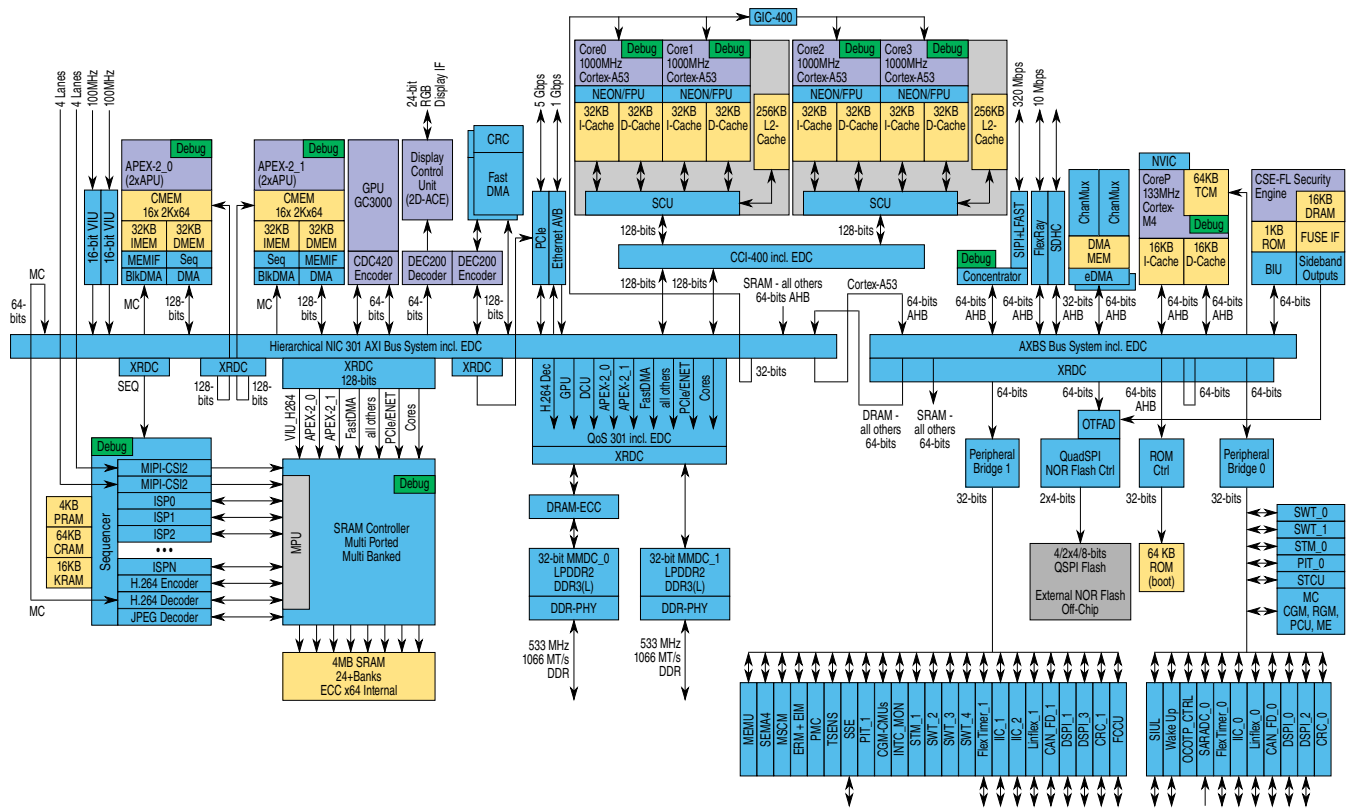 GIC-400
Core0
1000MHz
Cortex-A53
Debug
NEON/FPU
32KB
I-Cache
32KB
D-Cache
Core1
1000MHz
Cortex-A53
Debug
NEON/FPU
32KB
I-Cache
32KB
D-Cache
256KB
L2-
Cache
SCU
Core2
1000MHz
Cortex-A53
Debug
NEON/FPU
32KB
I-Cache
32KB
D-Cache
Core3
1000MHz
Cortex-A53
Debug
NEON/FPU
32KB
I-Cache
32KB
D-Cache
256KB
L2-
Cache
SCU
128-bits
128-bits
CCI-400 incl. EDC
128-bits
128-bits
4 Lanes
4 Lanes
100MHz
100MHz
16-bit VIU
16-bit VIU
Debug
APEX-2_0
(2xAPU)
CMEM
16x 2Kx64
32KB
IMEM
32KB
DMEM
MEMIF
Seq
BlkDMA
DMA
MC
128-
bits
Debug
APEX-2_1
(2xAPU)
CMEM
16x 2Kx64
32KB
IMEM
32KB
DMEM
Seq
MEMIF
BlkDMA
DMA
MC
128-
bits
GPU
GC3000
CDC420
Encoder
64-
bits
24-bit
RGB
Display IF
Display
Control
Unit
(2D-ACE)
DEC200
Decoder
DEC200
Encoder
128-
bits
128-
bits
CRC
Fast
DMA
5 Gbps
1 Gbps
PCIe
Ethernet AVB
64-
bits
MC
SRAM - all others
64-bits AHB
Cortex-A53
320 Mbps
10 Mbps
SIPI+LFAST
FlexRay
SDHC
Debug
Concentrator
64-bits
AHB
64-bits
AHB
ChanMux
ChanMux
DMA
MEM
eDMA
32-bits
AHB
64-bits
AHB
NVIC
CoreP
133MHz
Cortex-
M4
64KB
TCM
Debug
16KB
I-Cache
16KB
D-Cache
64-bits
AHB
64-bits
AHB
CSE-FL Security
Engine
16KB
DRAM
1KB
ROM
FUSE IF
BIU
Sideband
Outputs
64-bits
Hierarchical NIC 301 AXI Bus System incl. EDC
AXBS Bus System incl. EDC
XRDC
XRDC
SEQ
XRDC
128-
bits
128-
bits
XRDC
128-bits
XRDC
32-bits
VIU_H264
APEX-2_0
APEX-2_1
FastDMA
all others
PCIe/ENET
Cores
H.264 Dec
GPU
DCU
APEX-2_0
APEX-2_1
FastDMA
all others
PCIe/ENET
Cores
QoS 301 incl. EDC
XRDC
DRAM-ECC
32-bit MMDC_0
LPDDR2
DDR3(L)
DDR-PHY
533 MHz
1066 MT/s
DDR
32-bit MMDC_1
LPDDR2
DDR3(L)
DDR-PHY
533 MHz
1066 MT/s
DDR
Debug
Sequencer
MIPI-CSI2
MIPI-CSI2
ISP0
ISP1
ISP2
•••
ISPN
H.264 Encoder
H.264 Decoder
JPEG Decoder
4KB
PRAM
64KB
CRAM
16KB
KRAM
MC
MPU
Debug
SRAM Controller
Multi Ported
Multi Banked
4MB SRAM
24+Banks
ECC x64 Internal
DRAM -
all others
64-bits
SRAM -
all others
64-bits
64-bits
64-bits
64-bits
AHB
64-bits
64-bits
Peripheral
Bridge 1
32-bits
OTFAD
QuadSPI
NOR Flash Ctrl
2x4-bits
4/2x4/8-bits
QSPI Flash
External NOR Flash
Off-Chip
ROM
Ctrl
32-bits
64 KB
ROM
(boot)
Peripheral
Bridge 0
32-bits
SWT_0
SWT_1
STM_0
PIT_0
STCU
MC
CGM, RGM,
PCU, ME
MEMU
SEMA4
MSCM
ERM + EIM
PMC
TSENS
SSE
PIT_1
CGM-CMUs
INTC_MON
STM_1
SWT_2
SWT_3
SWT_4
FlexTimer_1
IIC_1
IIC_2
Linflex_1
CAN_FD_1
DSPI_1
DSPI_3
CRC_1
FCCU
SIUL
Wake Up
OCOTP_CTRL
SARADC_0
FlexTimer_0
IIC_0
Linflex_0
CAN_FD_0
DSPI_0
DSPI_2
CRC_0